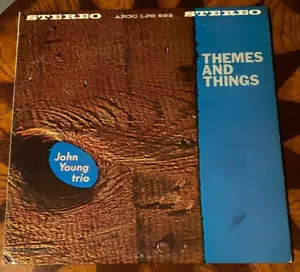 STEREO ARGO LPS 692 STEREO
THEMES
AND
THINGS
John
Young
trio